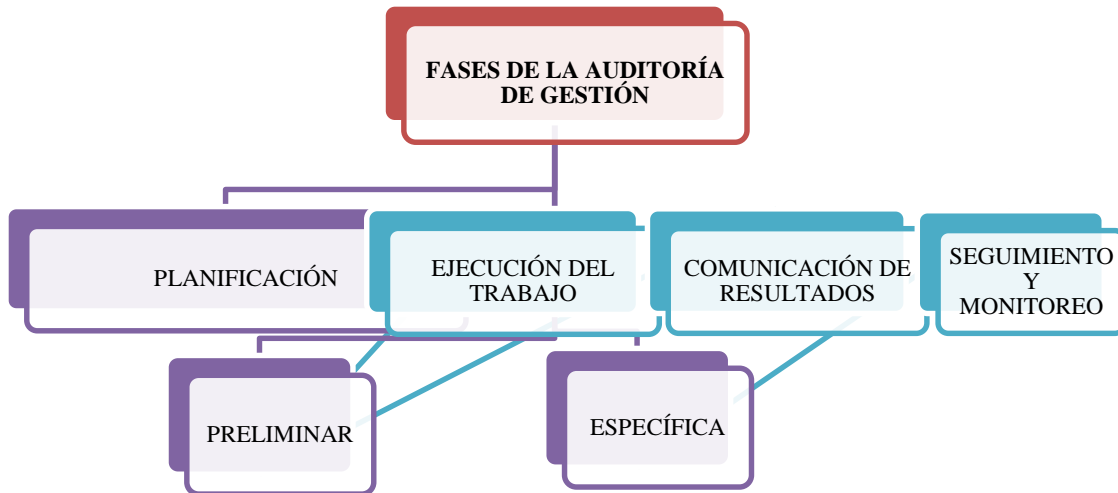 FASES DE LA AUDITORÍA
DE GESTIÓN
PLANIFICACIÓN
EJECUCIÓN DEL
TRABAJO
COMUNICACIÓN DE
RESULTADOS
SEGUIMIENTO
Y
MONITOREO
PRELIMINAR
ESPECÍFICA